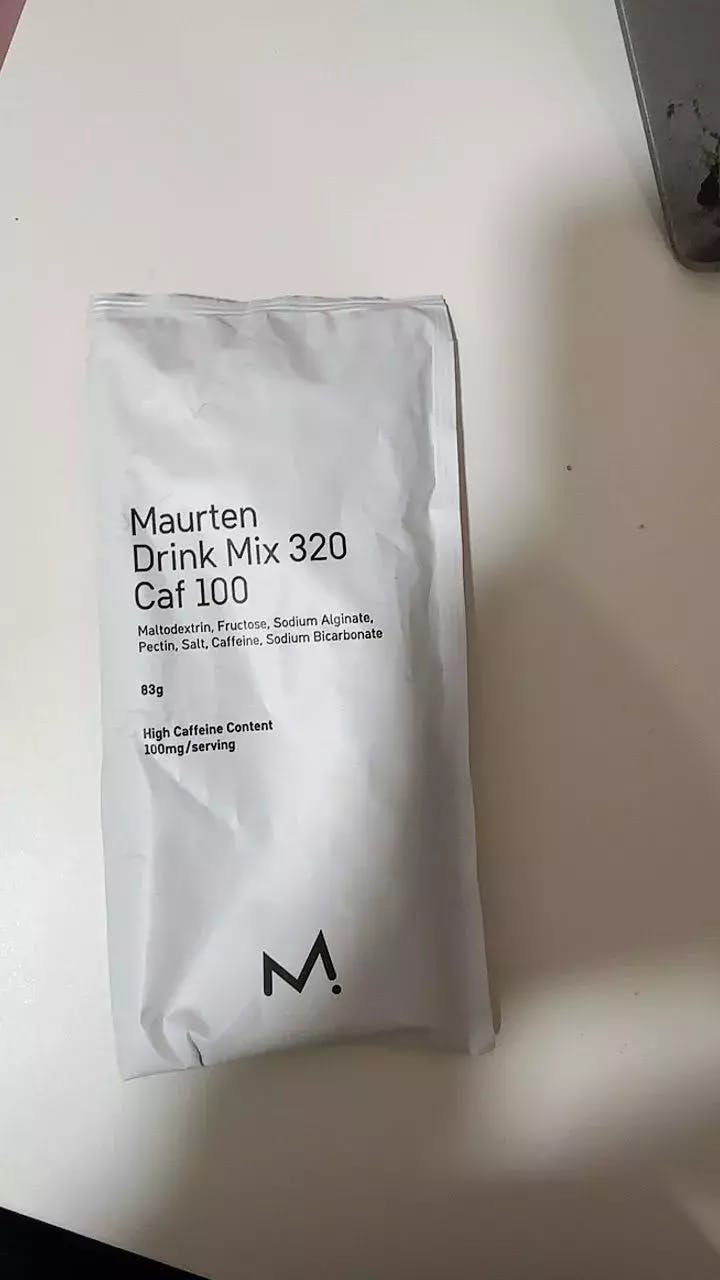 Maurten
Drink Mix 320
Caf 100
Maltodextrin, Fructose, Sodium Alginate,
Pectin, Salt, Caffeine, Sodium Bicarbonate
83g
High Caffeine Content
100mg/serving
M.